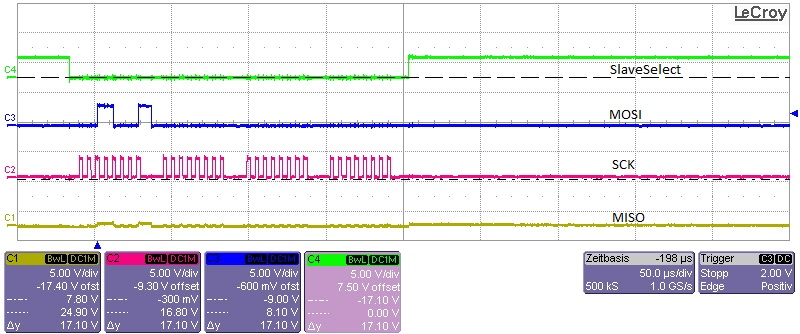 LeCroy
C4
SlaveSelect
C3
MOSI
C2
SCK
C1
MISO
C1 BwL DC1M
5.00 V/div
-17.40 V ofst
7.80 V
24.90 V
Δy 17.10 V
C2 BwL DC1M
5.00 V/div
-9.30 V offset
-300 mV
16.80 V
Δy 17.10 V
BwL DC1M
5.00 V/div
-600 mV ofst
-9.00 V
8.10 V
Δy 17.10 V
C4 BwL DC1M
5.00 V/div
7.50 V offset
-17.10 V
0.00 V
Δy 17.10 V
Zeitbasis -198 µs
50.0 µs/div
500 kS 1.0 GS/s
Trigger C3 DC
Stopp 2.00 V
Edge Positiv